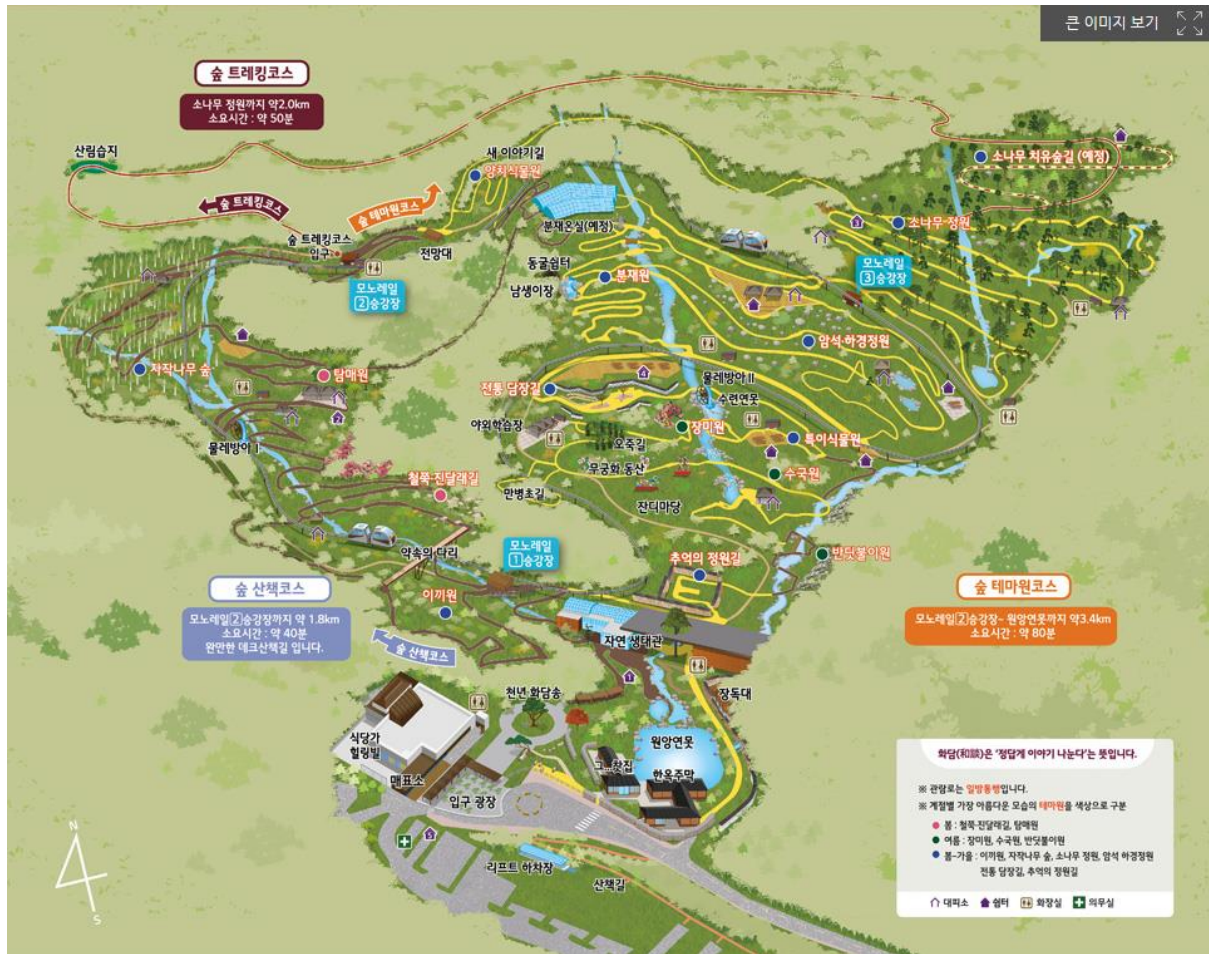 큰 이미지 보기
숲 트레킹코스
소나무 정원까지 약2.0km
소요시간 : 약 50분
산림습지
새 이야기길
양치식물원
소나무 치유숲길 (예정)
숲 트레킹코스
숲 테마원코스
분재온실(예정)
소나무 정원
3
숲 트레킹코스
입구
전망대
동굴쉼터
분재원
남생이장
모노레일
2승강장
모노레일
3승강장
암석·하경정원
자작나무 숲
탐매원
2
전통 담장길
4
물레방아 II
수련연못
야외학습장
장미원
특이식물원
오죽길
물레방아 I
무궁화 동산
수국원
철쭉·진달래길
만병초길
잔디마당
약속의 다리
모노레일
1승강장
추억의 정원길
반딧불이원
숲 산책코스
모노레일2승강장까지 약 1.8km
소요시간 : 약 40분
완만한 데크산책길 입니다.
이끼원
숲 테마원코스
모노레일2승강장~ 원앙연못까지 약3.4km
소요시간 : 약 80분
자연 생태관
숲 산책코스
1
천년 화담송
장독대
식당가
힐링빌
원앙연못
매표소
한옥주막
입구 광장
5
리프트 하차장
산책길
N
S
화담(和談)은 '정답게 이야기 나눈다'는 뜻입니다.
※ 관람로는 일방통행입니다.
※ 계절별 가장 아름다운 모습의 테마원을 색상으로 구분
봄 : 철쭉·진달래길, 탐매원
여름 : 장미원, 수국원, 반딧불이원
봄~가을 : 이끼원, 자작나무 숲, 소나무 정원, 암석 하경정원
전통 담장길, 추억의 정원길
대피소 쉼터 화장실 의무실